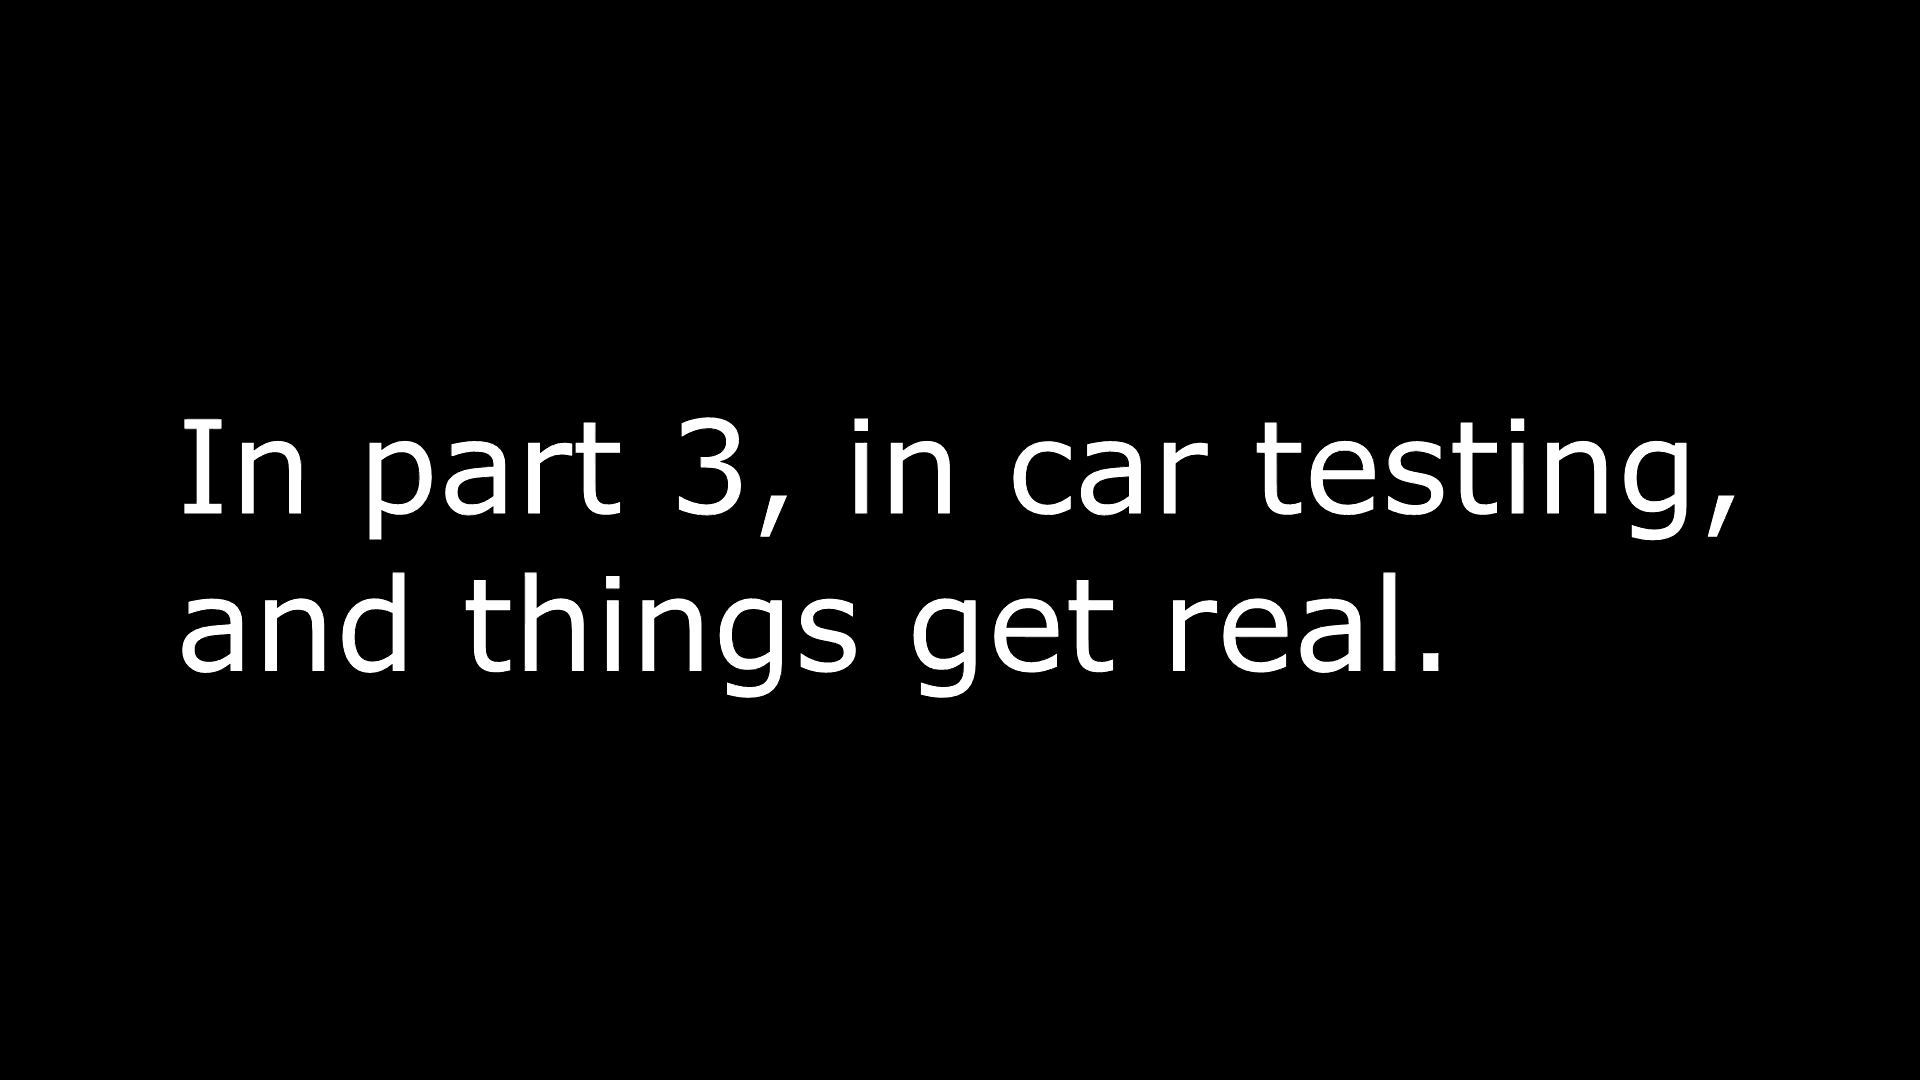 In part 3, in car testing,
and things get real.